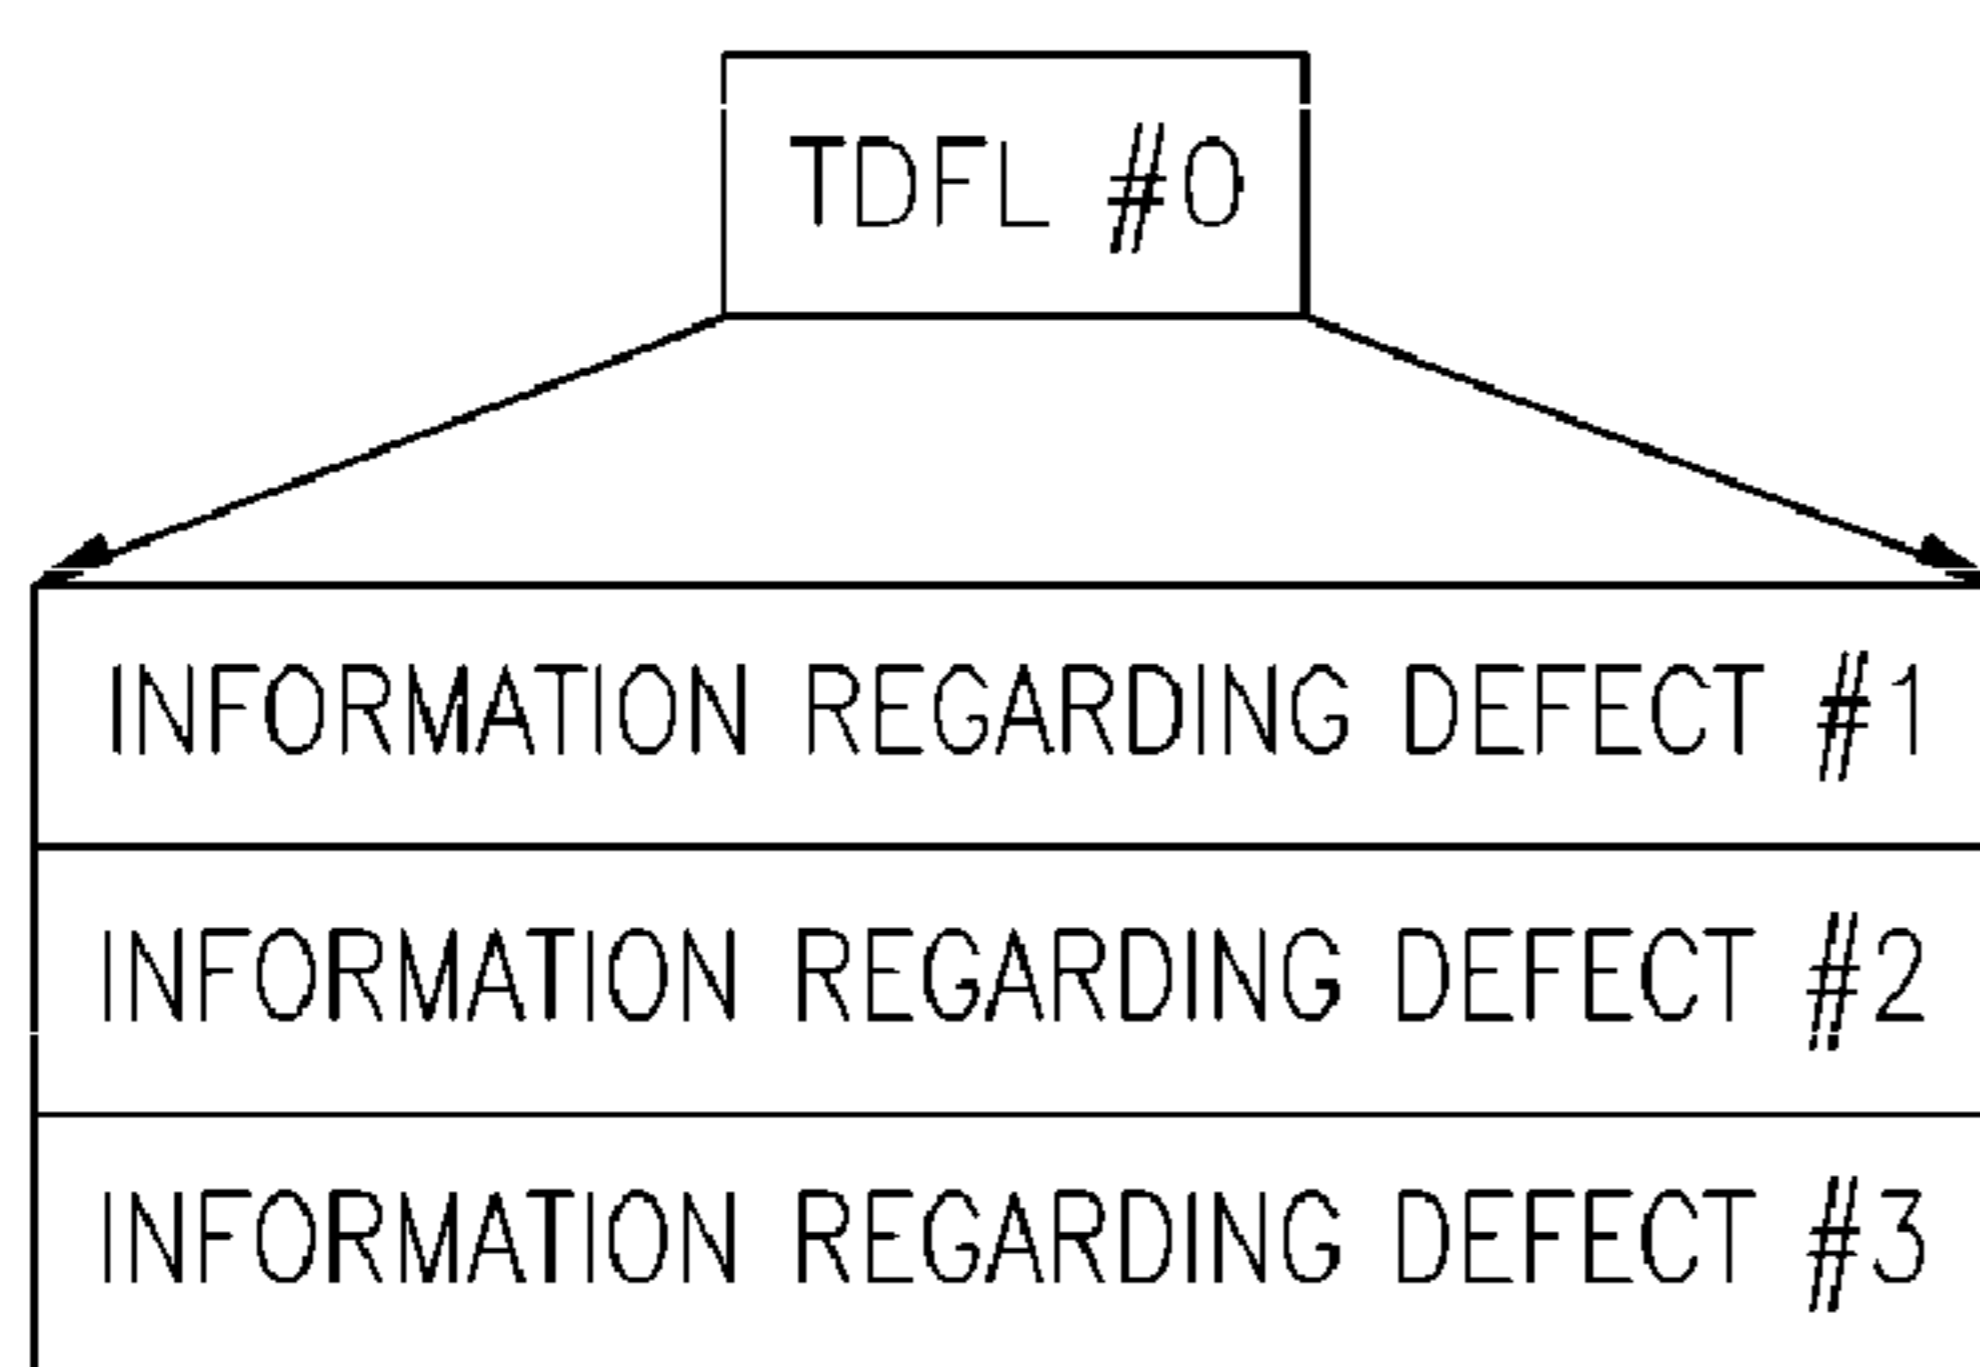 TDFL #0
INFORMATION REGARDING DEFECT #1
INFORMATION REGARDING DEFECT #2
INFORMATION REGARDING DEFECT #3